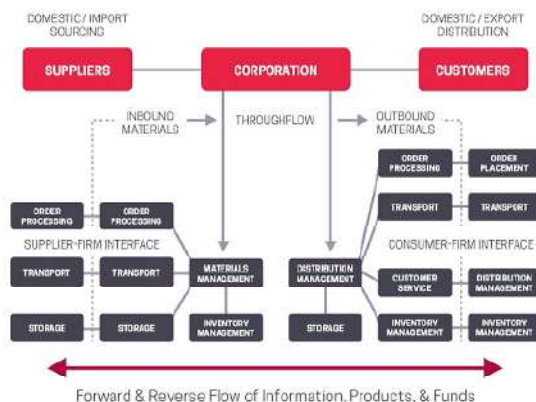 DOMESTIC / IMPORT
SOURCING
DOMESTIC / EXPORT
DISTRIBUTION
SUPPLIERS
CORPORATION
CUSTOMERS
INBOUND
MATERIALS
THROUGHFLOW
OUTBOUND
MATERIALS
ORDER
PROCESSING
ORDER
PLACEMENT
TRANSPORT
TRANSPORT
ORDER
PROCESSING
ORDER
PROCESSING
SUPPLIER-FIRM INTERFACE
CONSUMER-FIRM INTERFACE
TRANSPORT
TRANSPORT
MATERIALS
MANAGEMENT
DISTRIBUTION
MANAGEMENT
CUSTOMER
SERVICE
DISTRIBUTION
MANAGEMENT
STORAGE
STORAGE
INVENTORY
MANAGEMENT
STORAGE
INVENTORY
MANAGEMENT
INVENTORY
MANAGEMENT
Forward & Reverse Flow of Information, Products, & Funds